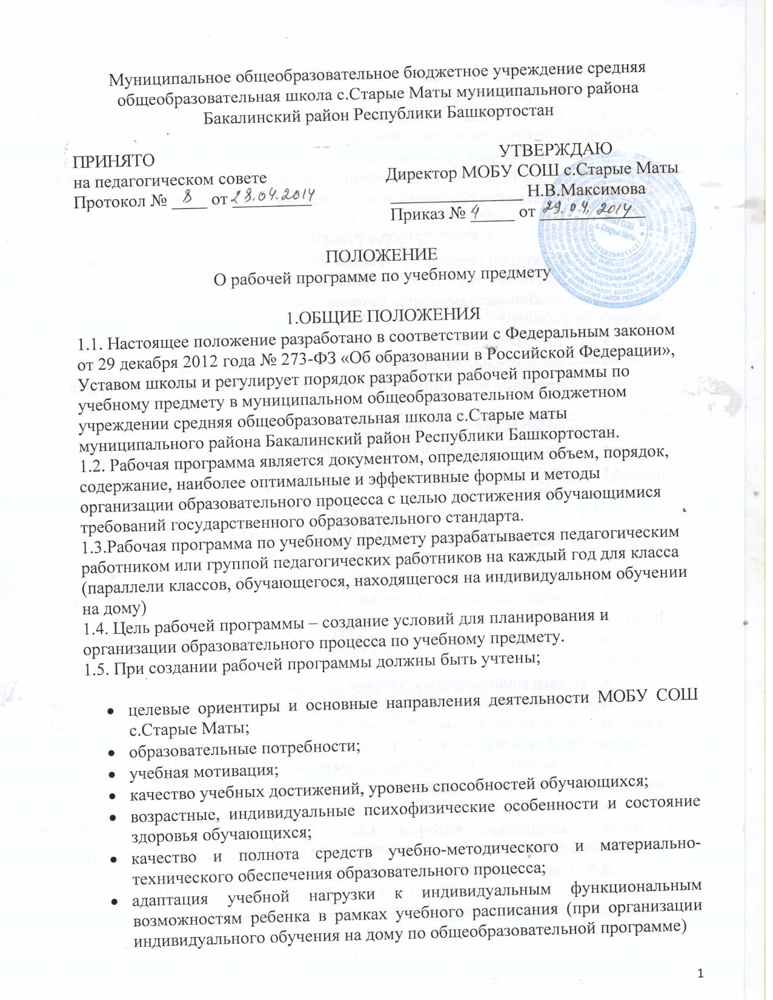 Муниципальное общеобразовательное бюджетное учреждение средняя
общеобразовательная школа с.Старые Маты муниципального района
Бакалинский район Республики Башкортостан
ПРИНЯТО
на педагогическом совете
Протокол № 8 от 28.04.2014
УТВЕРЖДАЮ
Директор МОБУ СОШ с.Старые Маты
Н.В.Максимова
Приказ № 4 от 29.04.2014
МОБУ СОШ
с. Старые Маты
ПОЛОЖЕНИЕ
О рабочей программе по учебному предмету
1.ОБЩИЕ ПОЛОЖЕНИЯ
1.1. Настоящее положение разработано в соответствии с Федеральным законом
от 29 декабря 2012 года № 273-ФЗ «Об образовании в Российской Федерации»,
Уставом школы и регулирует порядок разработки рабочей программы по
учебному предмету в муниципальном общеобразовательном бюджетном
учреждении средняя общеобразовательная школа с.Старые маты
муниципального района Бакалинский район Республики Башкортостан.
1.2. Рабочая программа является документом, определяющим объем, порядок,
содержание, наиболее оптимальные и эффективные формы и методы
организации образовательного процесса с целью достижения обучающимися
требований государственного образовательного стандарта.
1.3.Рабочая программа по учебному предмету разрабатывается педагогическим
работником или группой педагогических работников на каждый год для класса
(параллели классов, обучающегося, находящегося на индивидуальном обучении
на дому)
1.4. Цель рабочей программы – создание условий для планирования и
организации образовательного процесса по учебному предмету.
1.5. При создании рабочей программы должны быть учтены;
• целевые ориентиры и основные направления деятельности МОБУ СОШ
с.Старые Маты;
• образовательные потребности;
• учебная мотивация;
• качество учебных достижений, уровень способностей обучающихся;
• возрастные, индивидуальные психофизические особенности и состояние
здоровья обучающихся;
• качество и полнота средств учебно-методического и материально-
технического обеспечения образовательного процесса;
• адаптация учебной нагрузки к индивидуальным функциональным
возможностям ребенка в рамках учебного расписания (при организации
индивидуального обучения на дому по общеобразовательной программе)
1